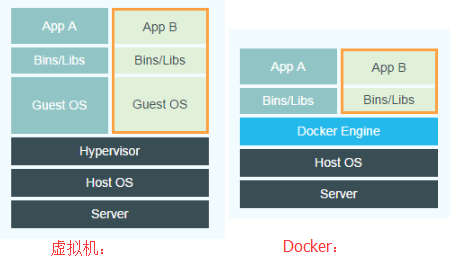 App A
App B
Bins/Libs
Bins/Libs
Guest OS
Guest OS
Hypervisor
Host OS
Server
虚拟机：
App A
App B
Bins/Libs
Bins/Libs
Docker Engine
Host OS
Server
Docker：